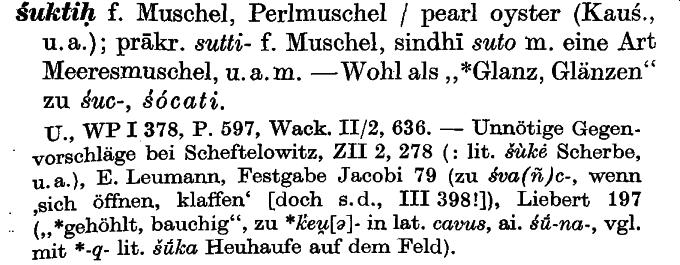 śuktiḥ f. Muschel, Perlmuschel / pearl oyster (Kauś.,
u. a.); prākr. sutti- f. Muschel, sindhī suto m. eine Art
Meeresmuschel, u. a. m. — Wohl als „*Glanz, Glänzen“
zu śuc-, śócati.
U., WP I 378, P. 597, Wack. II/2, 636. — Unnötige Gegen-
vorschläge bei Scheftelowitz, ZII 2, 278 (: lit. šùkė Scherbe,
u. a.), E. Leumann, Festgabe Jacobi 79 (zu śva(ñ)c-, wenn
‚sich öffnen, klaffen‘ [doch s. d., III 398!]), Liebert 197
(„*gehöhlt, bauchig“, zu *k̑eu̯[ə]- in lat. cavus, ai. śū́-na-, vgl.
mit *-q- lit. šū́ka Heuhaufe auf dem Feld).